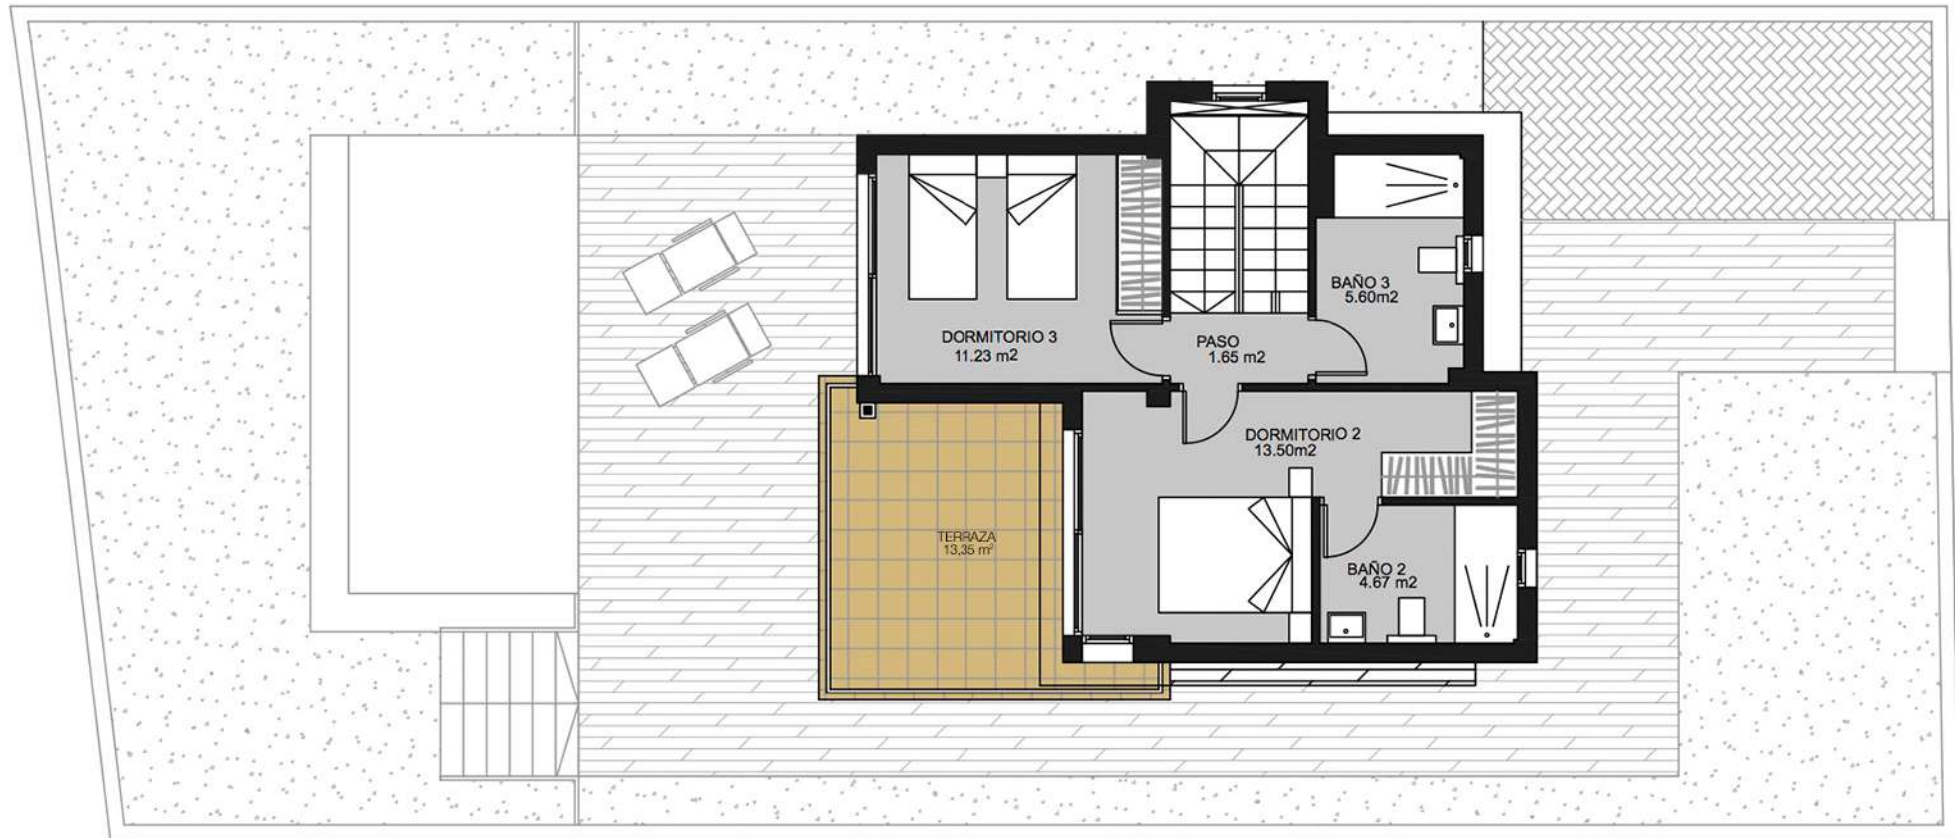 BAÑO 3
5.60m2
DORMITORIO 3
11.23 m2
PASO
1.65 m2
DORMITORIO 2
13.50m2
TERRAZA
13,35 m²
BAÑO 2
4.67 m2